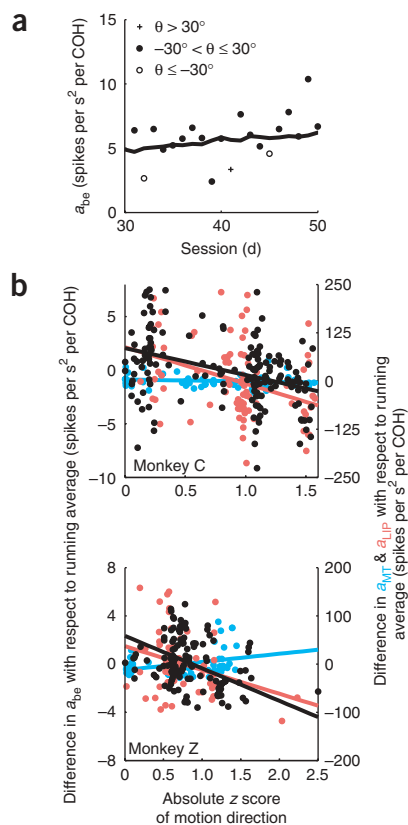 a
+ θ > 30°
● −30° < θ ≤ 30°
○ θ ≤ −30°
a_be (spikes per s² per COH)
15
10
5
0
30
40
50
Session (d)
b
Difference in a_be with respect to running average (spikes per s² per COH)
Difference in a_MT & a_LIP with respect to running
average (spikes per s² per COH)
5
0
−5
−10
250
125
0
−125
−250
Monkey C
0
0.5
1.0
1.5
8
4
0
−4
−8
200
100
0
−100
−200
Monkey Z
0
0.5
1.0
1.5
2.0
2.5
Absolute z score
of motion direction